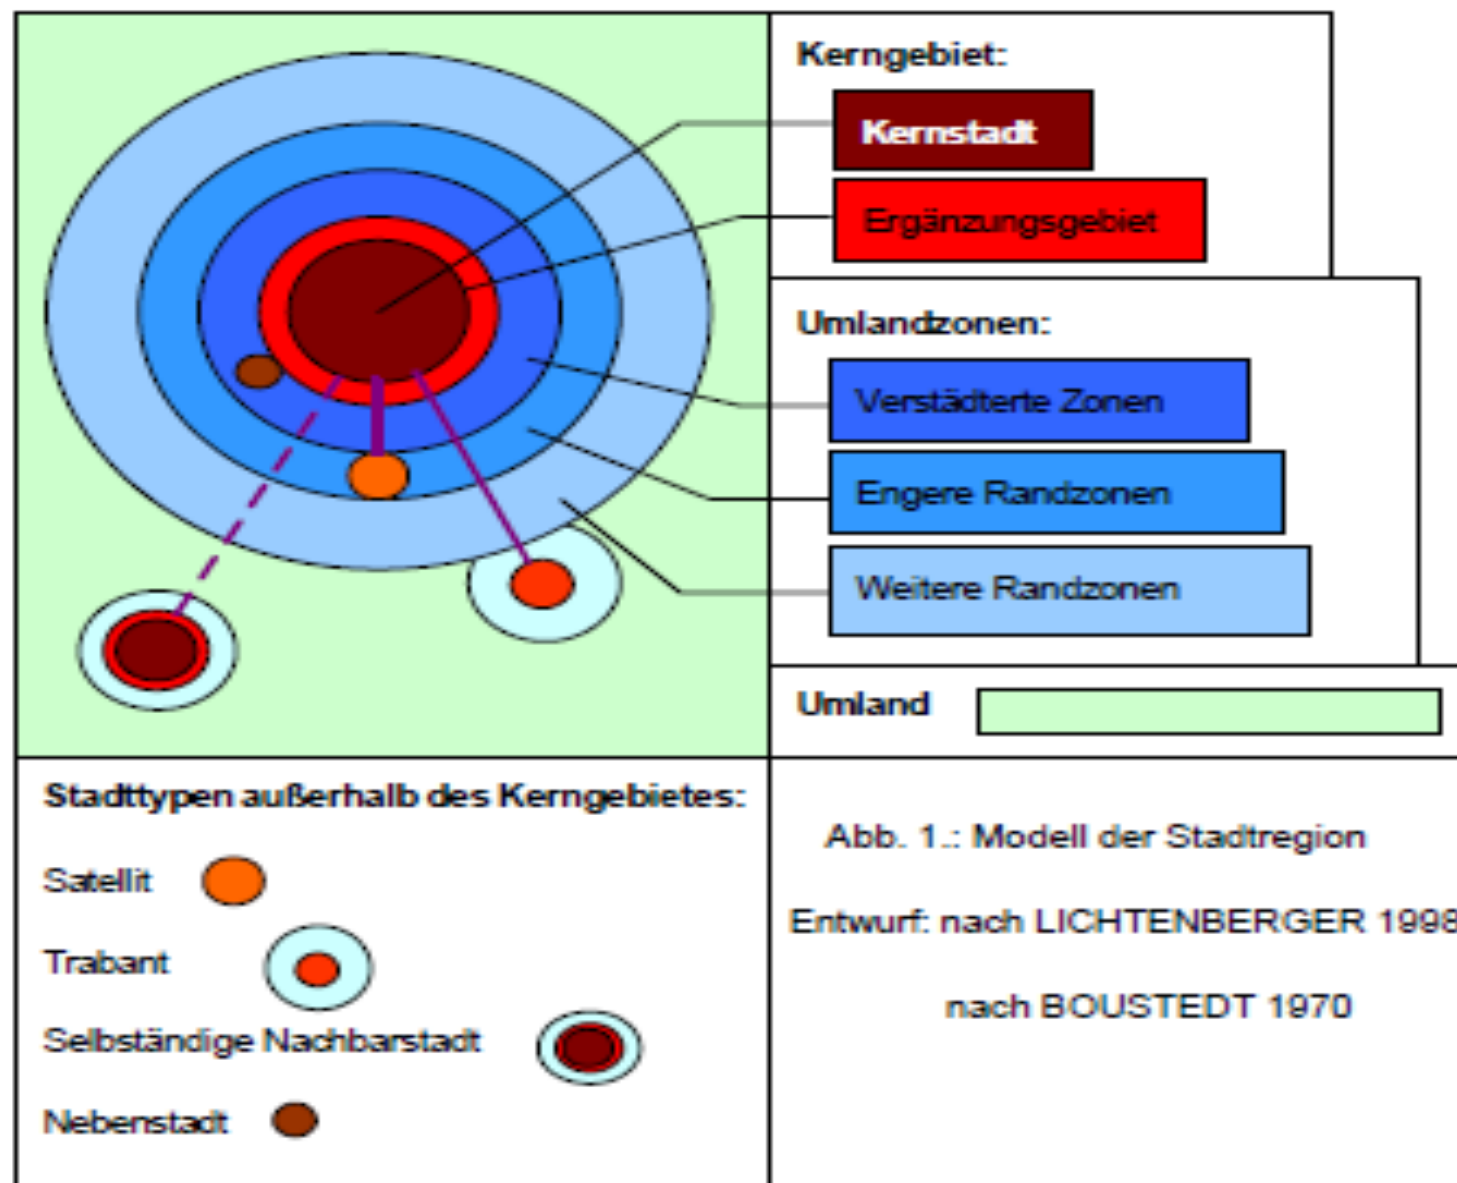 Kerngebiet:
Kernstadt
Ergänzungsgebiet
Umlandzonen:
Verstädterte Zonen
Engere Randzonen
Weitere Randzonen
Umland
Stadttypen außerhalb des Kerngebietes:
Satellit
Trabant
Selbständige Nachbarstadt
Nebenstadt
Abb. 1.: Modell der Stadtregion
Entwurf: nach LICHTENBERGER 1998
nach BOUSTEDT 1970